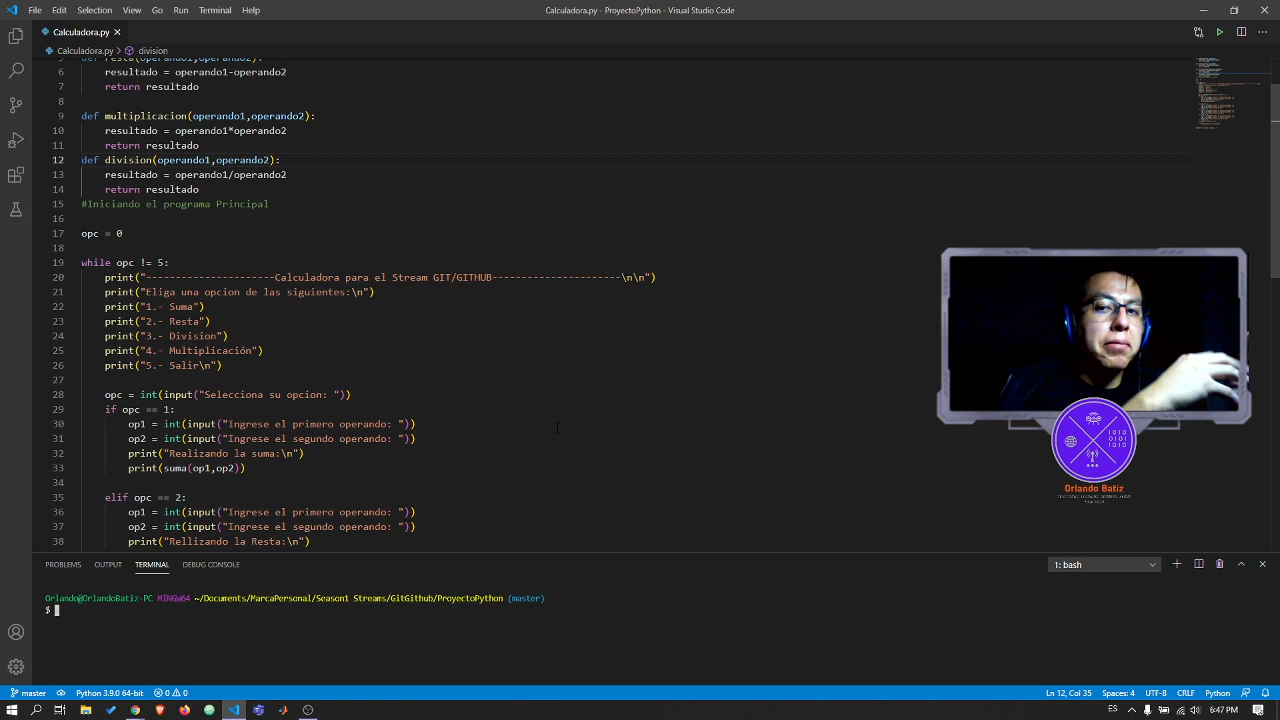 File Edit Selection View Go Run Terminal Help
Calculadora.py - ProyectoPython - Visual Studio Code
Calculadora.py
Calculadora.py > division
5 def resta(operando1,operando2):
6 resultado = operando1-operando2
7 return resultado
8
9 def multiplicacion(operando1,operando2):
10 resultado = operando1*operando2
11 return resultado
12 def division(operando1,operando2):
13 resultado = operando1/operando2
14 return resultado
15 #Iniciando el programa Principal
16
17 opc = 0
18
19 while opc != 5:
20 print("----------------------Calculadora para el Stream GIT/GITHUB----------------------\n\n")
21 print("Eliga una opcion de las siguientes:\n")
22 print("1.- Suma")
23 print("2.- Resta")
24 print("3.- Division")
25 print("4.- Multiplicación")
26 print("5.- Salir\n")
27
28 opc = int(input("Selecciona su opcion: "))
29 if opc == 1:
30 op1 = int(input("Ingrese el primero operando: "))
31 op2 = int(input("Ingrese el segundo operando: "))
32 print("Realizando la suma:\n")
33 print(suma(op1,op2))
34
35 elif opc == 2:
36 op1 = int(input("Ingrese el primero operando: "))
37 op2 = int(input("Ingrese el segundo operando: "))
38 print("Rellizando la Resta:\n")
1010
0101
101
Orlando Batiz
PROBLEMS OUTPUT TERMINAL DEBUG CONSOLE
1: bash
Orlando@OrlandoBatiz-PC MINGW64 ~/Documents/MarcaPersonal/Season1 Streams/GitGithub/ProyectoPython (master)
$
master Python 3.9.0 64-bit 0 0
Ln 12, Col 35 Spaces: 4 UTF-8 CRLF Python
ES 6:47 PM